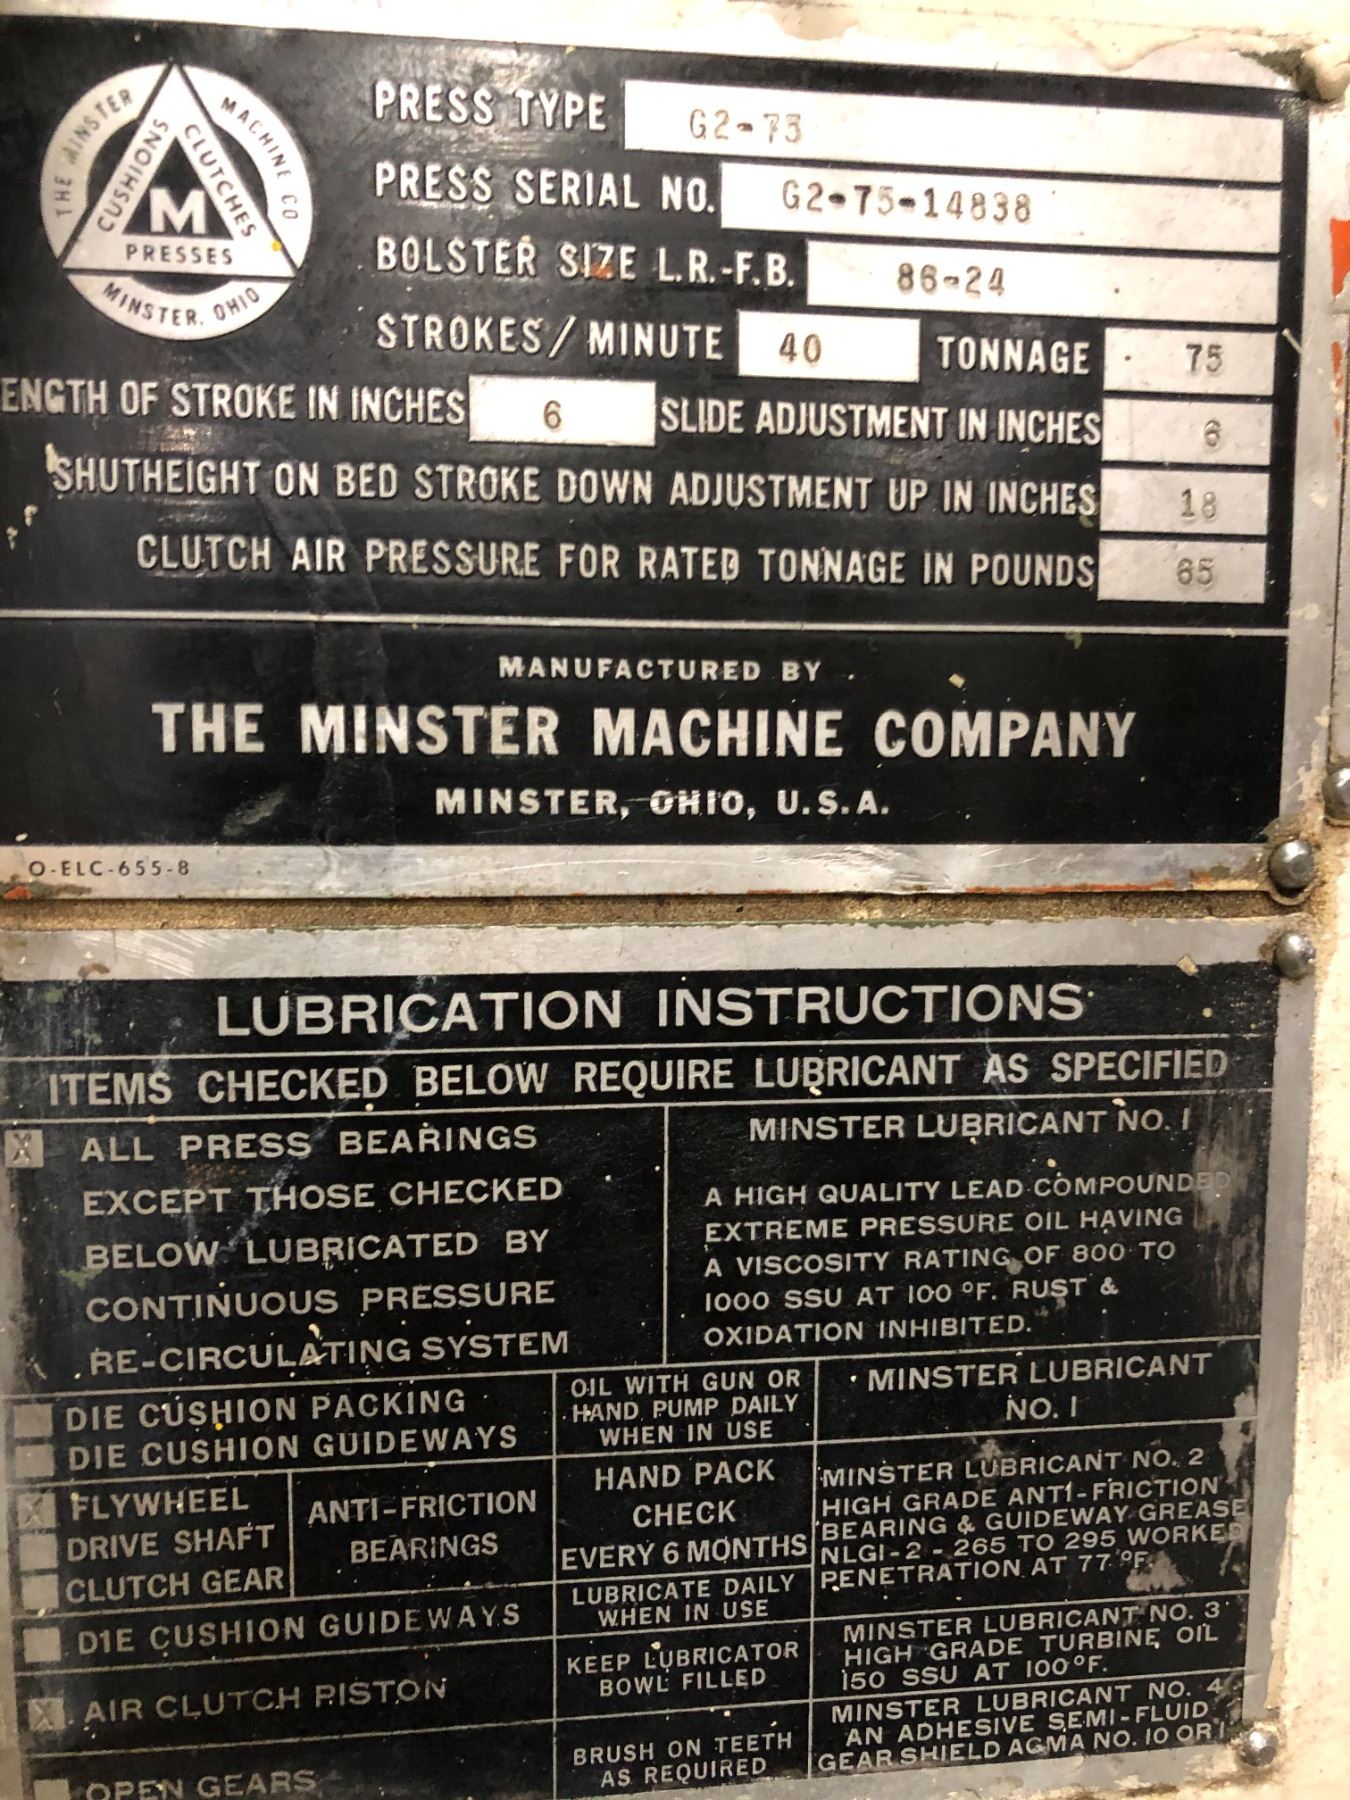 THE MINSTER MACHINE CO
CUSHIONS CLUTCHES
M
PRESSES
MINSTER, OHIO
PRESS TYPE G2-75
PRESS SERIAL NO. G2-75-14838
BOLSTER SIZE L.R.-F.B. 86-24
STROKES/MINUTE 40 TONNAGE 75
ENGTH OF STROKE IN INCHES 6 SLIDE ADJUSTMENT IN INCHES 6
SHUTHEIGHT ON BED STROKE DOWN ADJUSTMENT UP IN INCHES 18
CLUTCH AIR PRESSURE FOR RATED TONNAGE IN POUNDS 65
MANUFACTURED BY
THE MINSTER MACHINE COMPANY
MINSTER, OHIO, U.S.A.
O-ELC-655-8
LUBRICATION INSTRUCTIONS
ITEMS CHECKED BELOW REQUIRE LUBRICANT AS SPECIFIED
X ALL PRESS BEARINGS
EXCEPT THOSE CHECKED
BELOW LUBRICATED BY
CONTINUOUS PRESSURE
RE-CIRCULATING SYSTEM
MINSTER LUBRICANT NO. 1
A HIGH QUALITY LEAD COMPOUNDED
EXTREME PRESSURE OIL HAVING
A VISCOSITY RATING OF 800 TO
1000 SSU AT 100 °F. RUST &
OXIDATION INHIBITED.
DIE CUSHION PACKING
DIE CUSHION GUIDEWAYS
OIL WITH GUN OR
HAND PUMP DAILY
WHEN IN USE
MINSTER LUBRICANT
NO. 1
X FLYWHEEL
DRIVE SHAFT
CLUTCH GEAR
ANTI-FRICTION
BEARINGS
HAND PACK
CHECK
EVERY 6 MONTHS
MINSTER LUBRICANT NO. 2
HIGH GRADE ANTI-FRICTION
BEARING & GUIDEWAY GREASE
NLGI-2 - 265 TO 295 WORKED
PENETRATION AT 77 °F.
DIE CUSHION GUIDEWAYS
LUBRICATE DAILY
WHEN IN USE
X AIR CLUTCH PISTON
KEEP LUBRICATOR
BOWL FILLED
MINSTER LUBRICANT NO. 3
HIGH GRADE TURBINE OIL
150 SSU AT 100°F.
OPEN GEARS
BRUSH ON TEETH
AS REQUIRED
MINSTER LUBRICANT NO. 4
AN ADHESIVE SEMI-FLUID
GEAR SHIELD AGMA NO. 10 OR 1